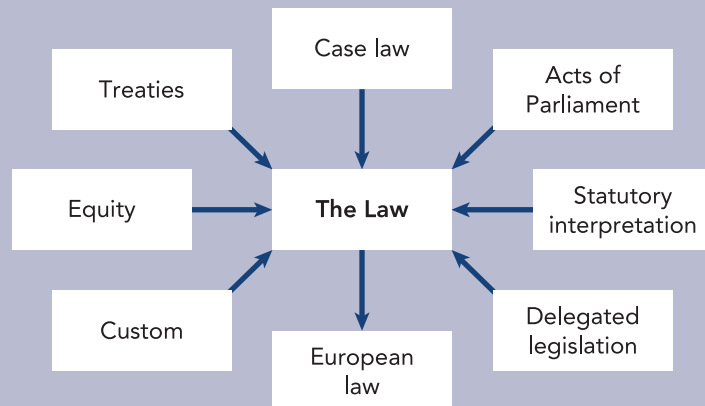 Case law
Treaties
Acts of
Parliament
Equity
The Law
Statutory
interpretation
Custom
Delegated
legislation
European
law